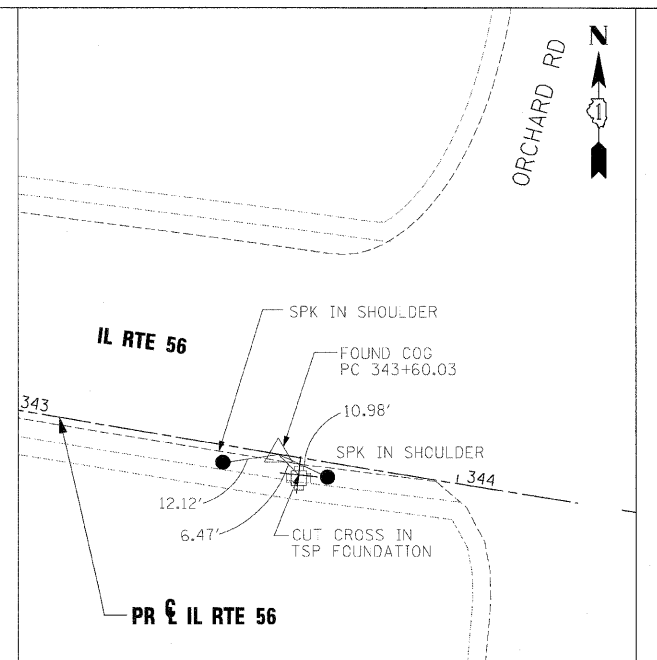 N
1
ORCHARD RD
SPK IN SHOULDER
IL RTE 56
FOUND COG
PC 343+60.03
343
10.98'
SPK IN SHOULDER
344
12.12'
6.47'
CUT CROSS IN
TSP FOUNDATION
PR ℄ IL RTE 56